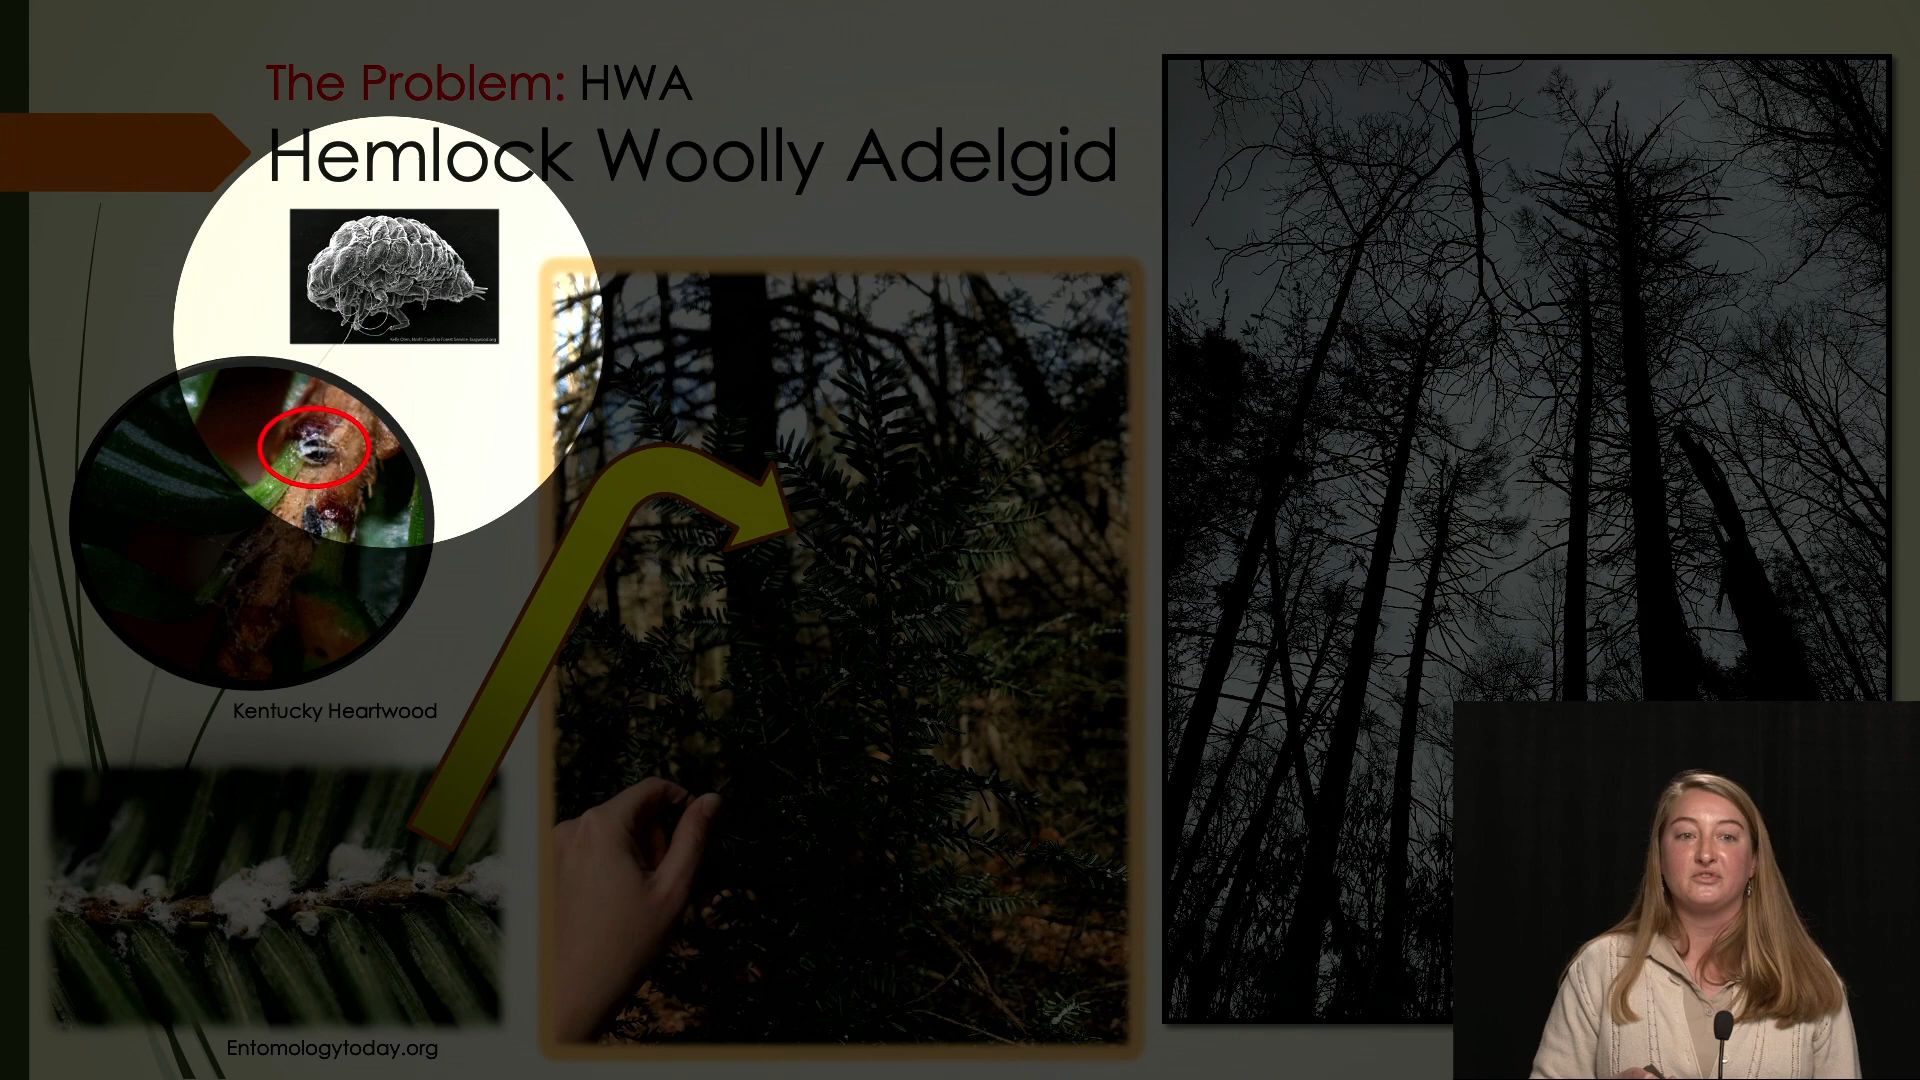 The Problem: HWA
Hemlock Woolly Adelgid
Kentucky Heartwood
Entomologytoday.org